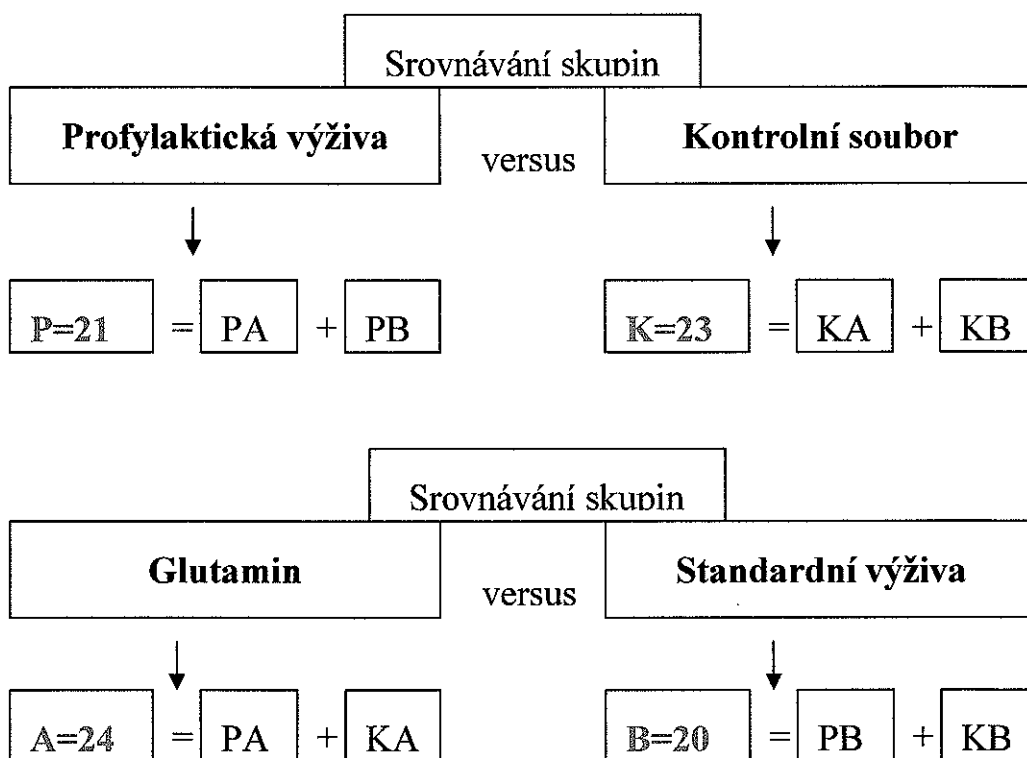 Srovnávání skupin
Profylaktická výživa versus Kontrolní soubor
P=21 = PA + PB K=23 = KA + KB
Srovnávání skupin
Glutamin versus Standardní výživa
A=24 = PA + KA B=20 = PB + KB